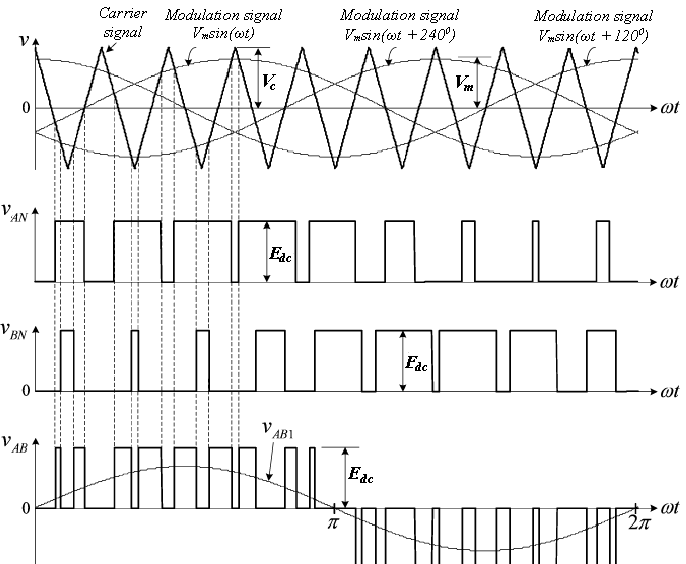 Carrier signal
Modulation signal
Vmsin(ωt)
Modulation signal
Vmsin(ωt + 240⁰)
Modulation signal
Vmsin(ωt + 120⁰)
v
Vc
Vm
0
ωt
vAN
Edc
ωt
vBN
Edc
0
ωt
vAB
vAB1
Edc
0
π
2π
ωt